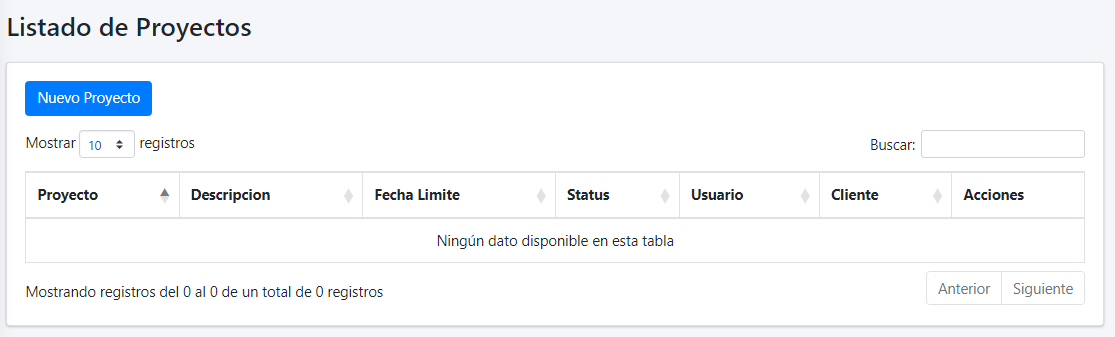 Listado de Proyectos
Nuevo Proyecto
Mostrar 10 registros
Buscar:
Proyecto Descripcion Fecha Limite Status Usuario Cliente Acciones
Ningún dato disponible en esta tabla
Mostrando registros del 0 al 0 de un total de 0 registros
Anterior Siguiente